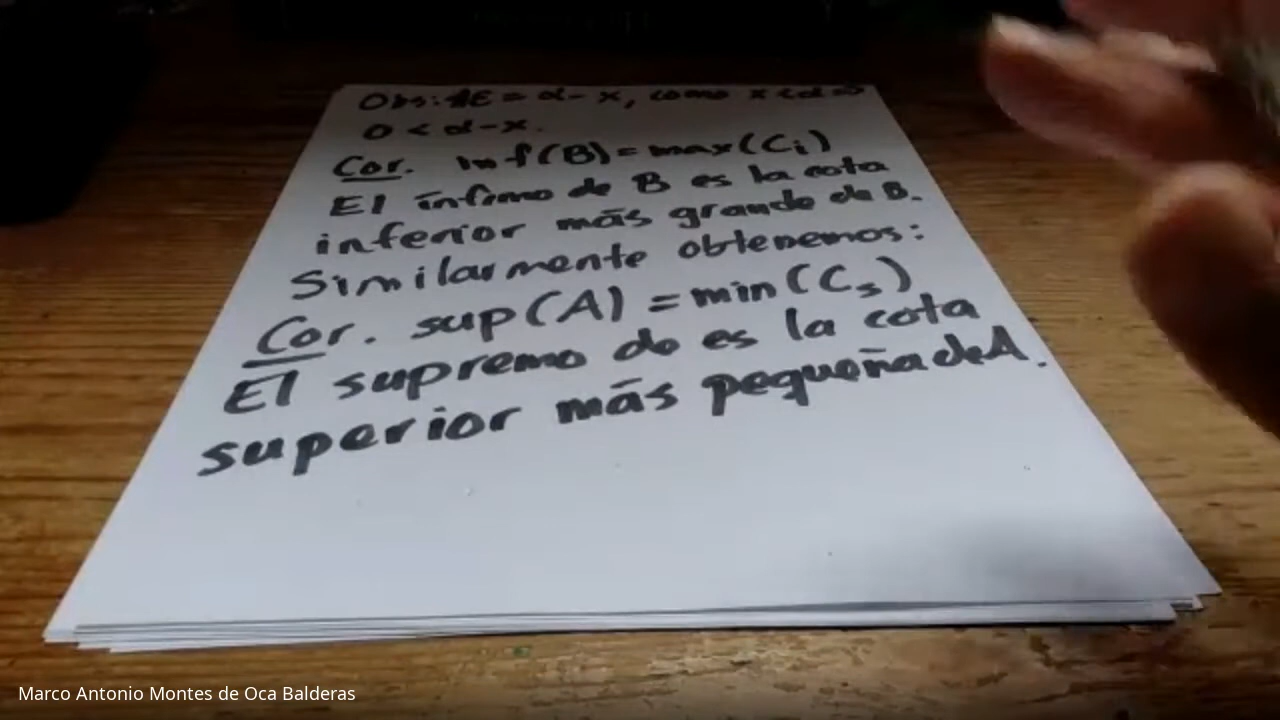 Obs: ε = α - x, como x < α ⇒
0 < α - x.
Cor. Inf(B) = max(Ci)
El ínfimo de B es la cota
inferior más grande de B.
Similarmente obtenemos:
Cor. sup(A) = min(Cs)
El supremo de es la cota
superior más pequeña de A.
Marco Antonio Montes de Oca Balderas